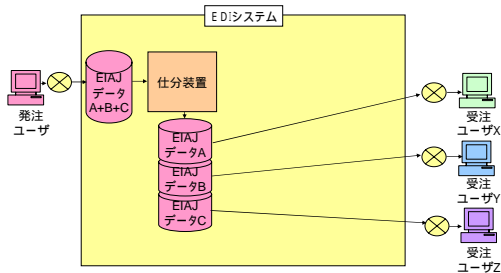 EDIシステム
EIAJ
データ
A+B+C
仕分装置
発注
ユーザ
EIAJ
データA
EIAJ
データB
EIAJ
データC
受注
ユーザX
受注
ユーザY
受注
ユーザZ